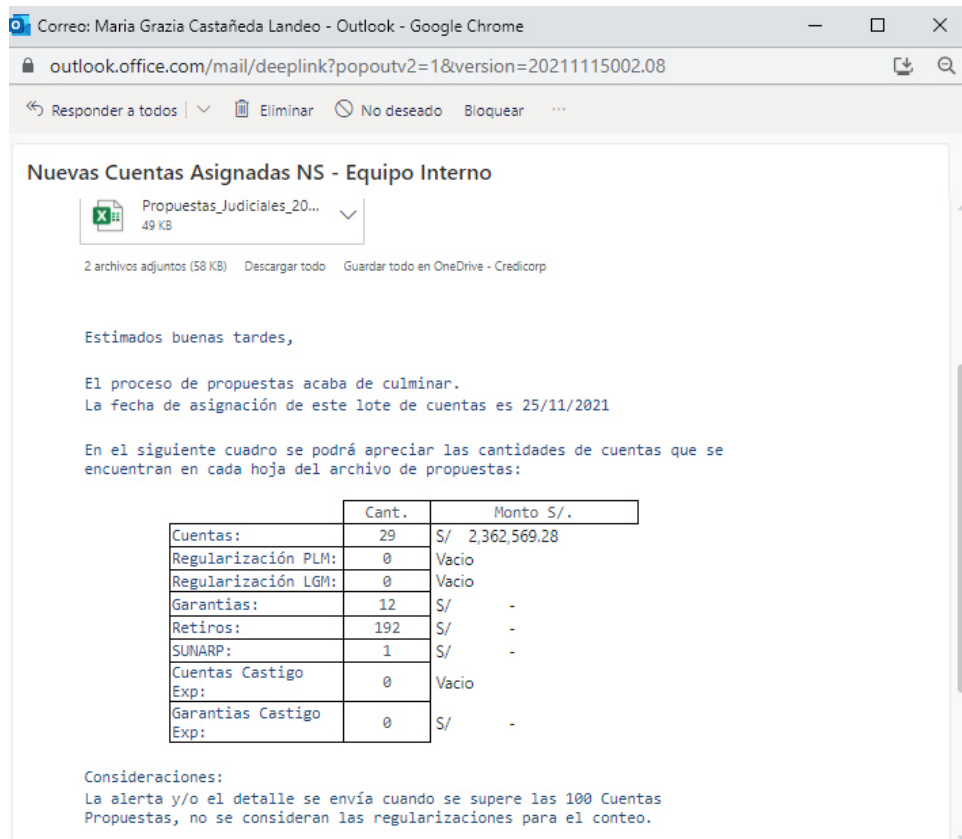 Correo: Maria Grazia Castañeda Landeo - Outlook - Google Chrome
outlook.office.com/mail/deeplink?popoutv2=1&version=20211115002.08
Responder a todos Eliminar No deseado Bloquear ...
Nuevas Cuentas Asignadas NS - Equipo Interno
Propuestas_Judiciales_20...
49 KB
2 archivos adjuntos (58 KB) Descargar todo Guardar todo en OneDrive - Credicorp
Estimados buenas tardes,
El proceso de propuestas acaba de culminar.
La fecha de asignación de este lote de cuentas es 25/11/2021
En el siguiente cuadro se podrá apreciar las cantidades de cuentas que se
encuentran en cada hoja del archivo de propuestas:
Cant. Monto S/.
Cuentas: 29 S/ 2,362,569.28
Regularización PLM: 0 Vacio
Regularización LGM: 0 Vacio
Garantias: 12 S/ -
Retiros: 192 S/ -
SUNARP: 1 S/ -
Cuentas Castigo
Exp: 0 Vacio
Garantias Castigo
Exp: 0 S/ -
Consideraciones:
La alerta y/o el detalle se envía cuando se supere las 100 Cuentas
Propuestas, no se consideran las regularizaciones para el conteo.